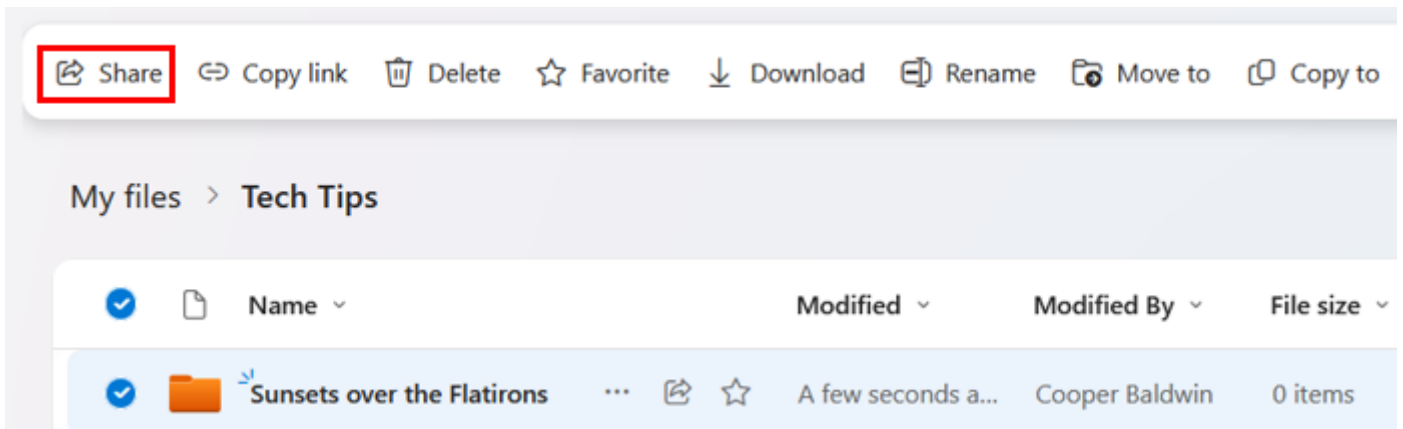 Share Copy link Delete Favorite Download Rename Move to Copy to
My files > Tech Tips
Name Modified Modified By File size
Sunsets over the Flatirons ... A few seconds a... Cooper Baldwin 0 items